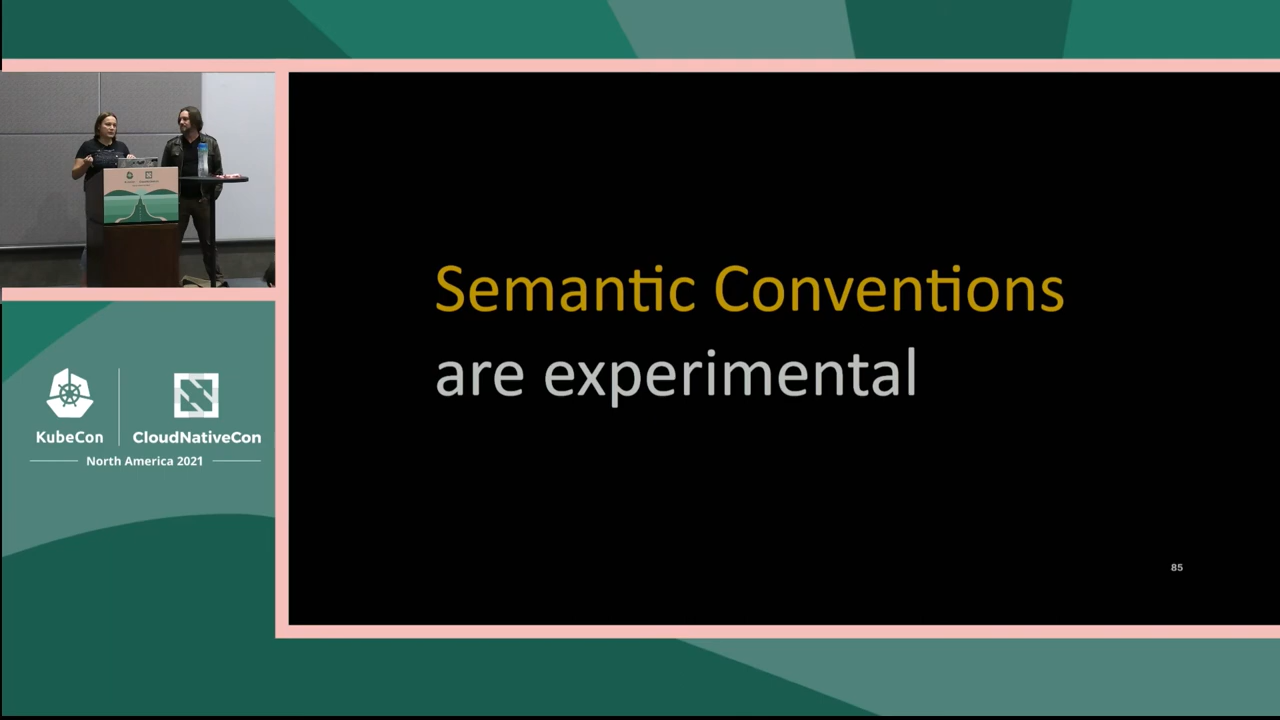 Semantic Conventions
are experimental
85
KubeCon
CloudNativeCon
North America 2021